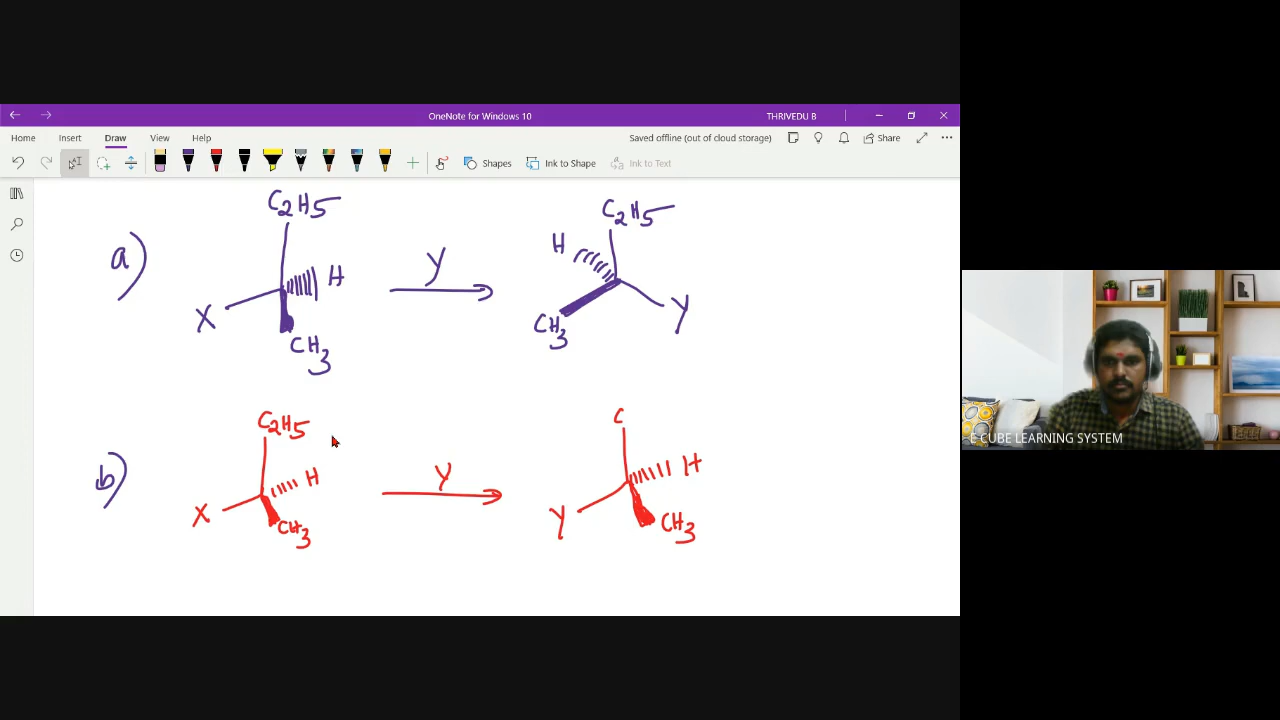 OneNote for Windows 10
THRIVEDU B
Home Insert Draw View Help
Saved offline (out of cloud storage)
Share
Shapes
Ink to Shape
Ink to Text
a)
C2H5
H
X
CH3
Y
C2H5
H
CH3
Y
b)
C2H5
H
X
CH3
Y
C
H
Y
CH3
E CUBE LEARNING SYSTEM